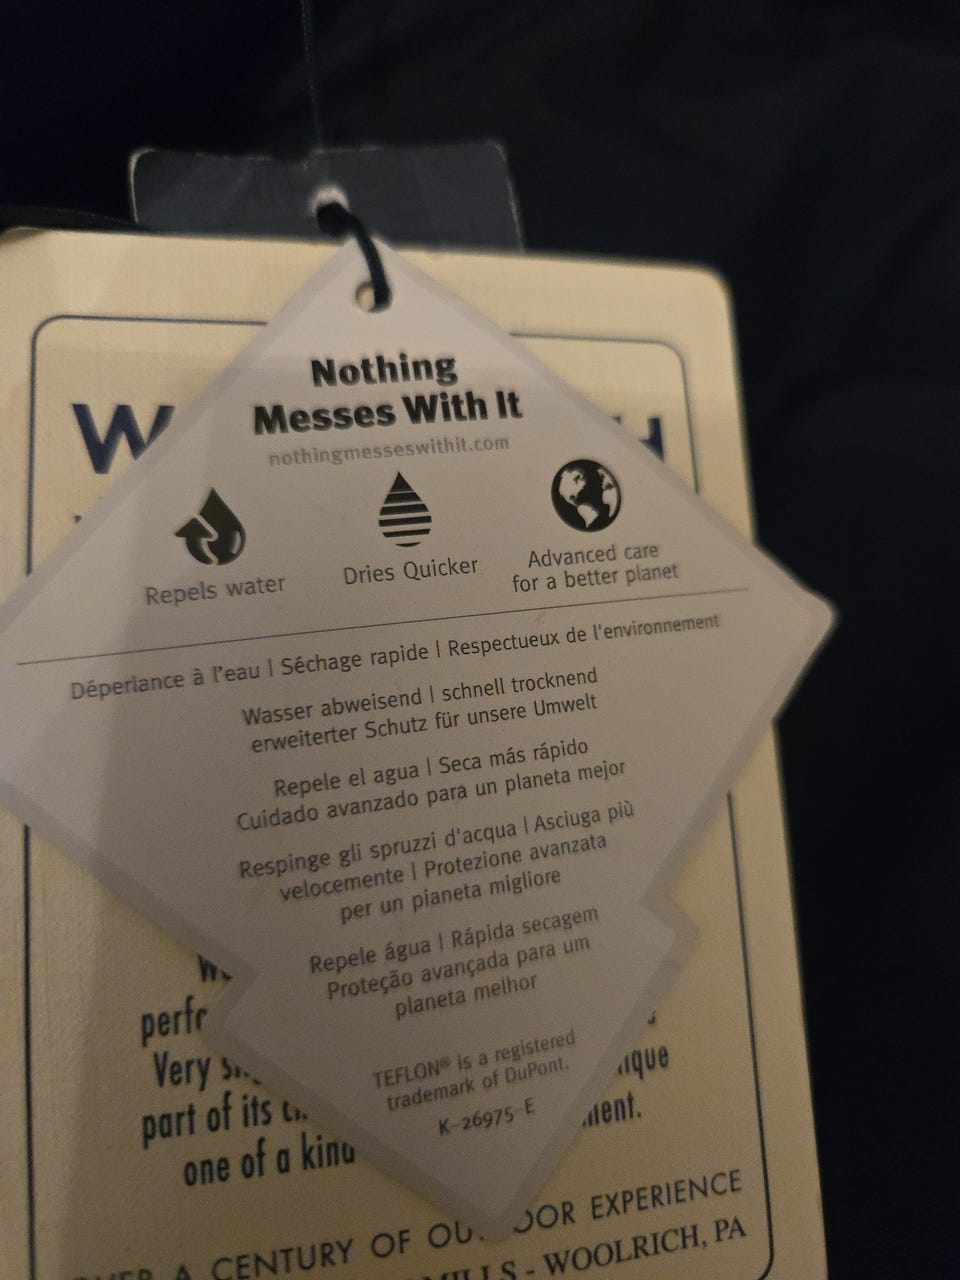 Nothing
Messes With It
nothingmesseswithit.com
Repels water
Dries Quicker
Advanced care
for a better planet
Déperlance à l'eau | Séchage rapide | Respectueux de l'environnement
Wasser abweisend | schnell trocknend
erweiterter Schutz für unsere Umwelt
Repele el agua | Seca más rápido
Cuidado avanzado para un planeta mejor
Respinge gli spruzzi d'acqua | Asciuga più
velocemente | Protezione avanzata
per un pianeta migliore
Repele água | Rápida secagem
Proteção avançada para um
planeta melhor
TEFLON® is a registered
trademark of DuPont.
K-26975-E
Very
part of its
one of a kind
A CENTURY OF EXPERIENCE
MILLS - WOOLRICH, PA